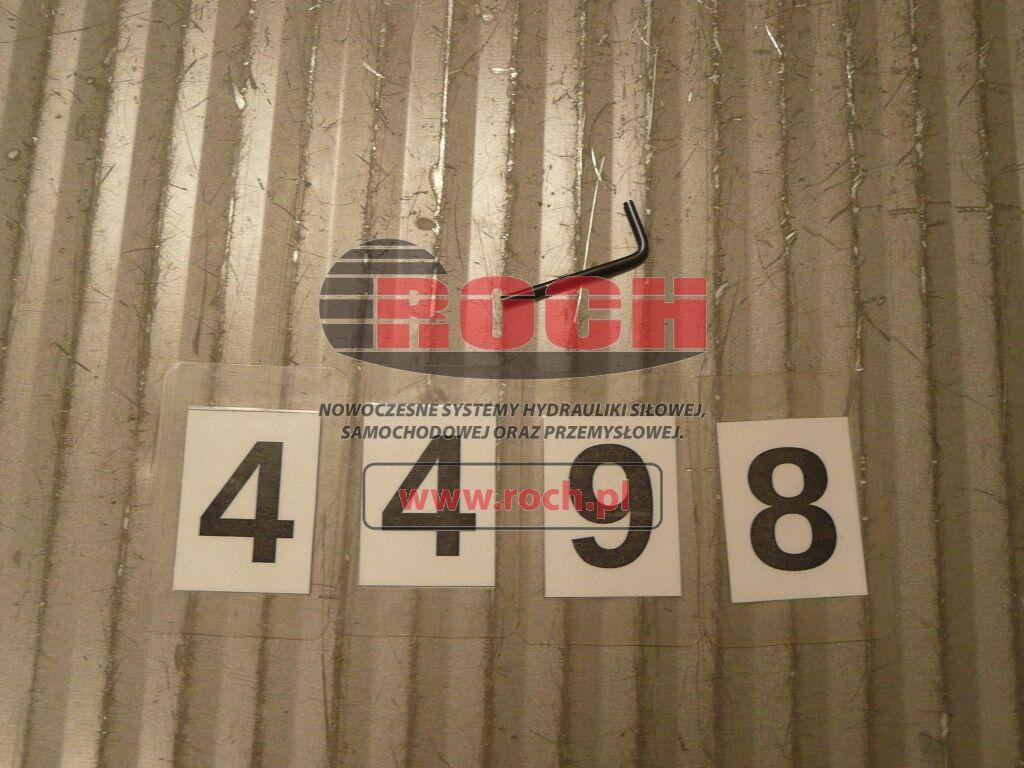 ROCH
NOWOCZESNE SYSTEMY HYDRAULIKI SIŁOWEJ,
SAMOCHODOWEJ ORAZ PRZEMYSŁOWEJ.
www.roch.pl
4 4 9 8